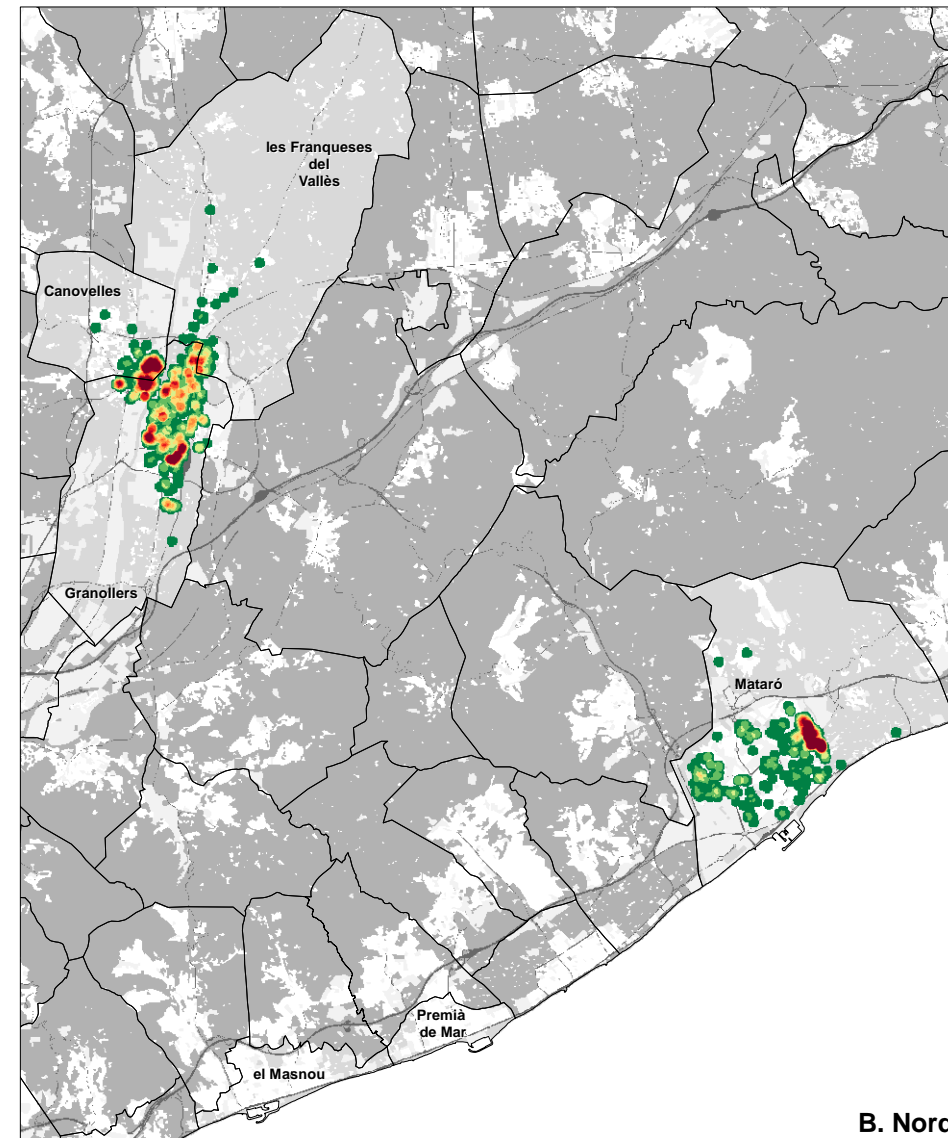 les Franqueses
del
Vallès
Canovelles
Granollers
Mataró
Premià
de Mar
el Masnou
B. Nord